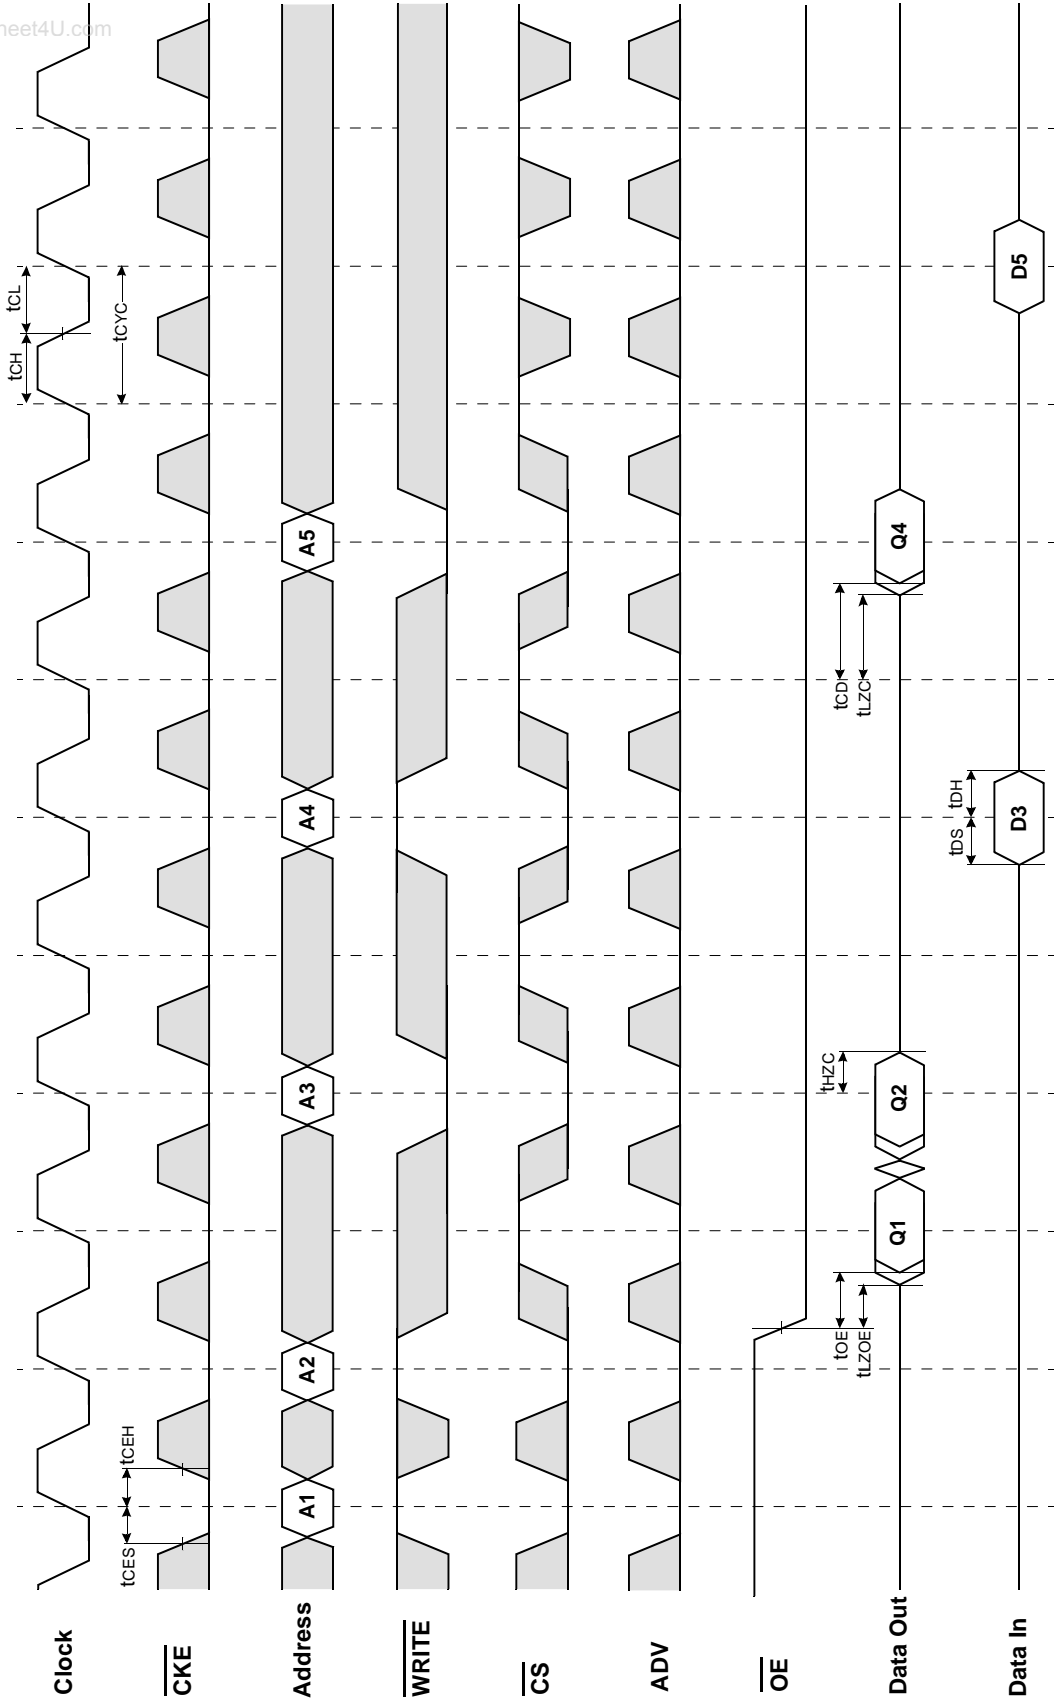 neet4U.com
Clock
tCH
tCL
tCES
tCEH
tCYC
CKE
Address
A1
A2
A3
A4
A5
WRITE
CS
ADV
OE
tOE
tLZOE
tHZC
tCD
tLZC
Data Out
Q1
Q2
Q4
tDS
tDH
Data In
D3
D5